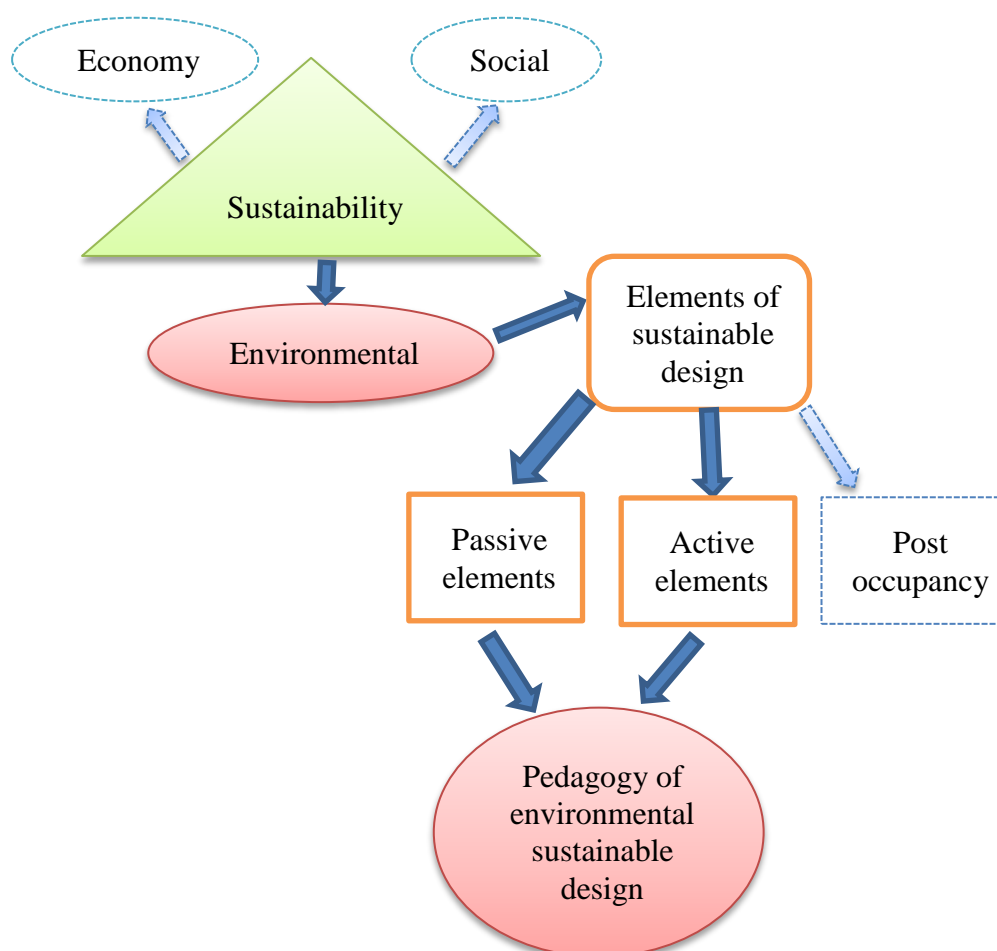 Economy
Social
Sustainability
Environmental
Elements of
sustainable
design
Passive
elements
Active
elements
Post
occupancy
Pedagogy of
environmental
sustainable
design